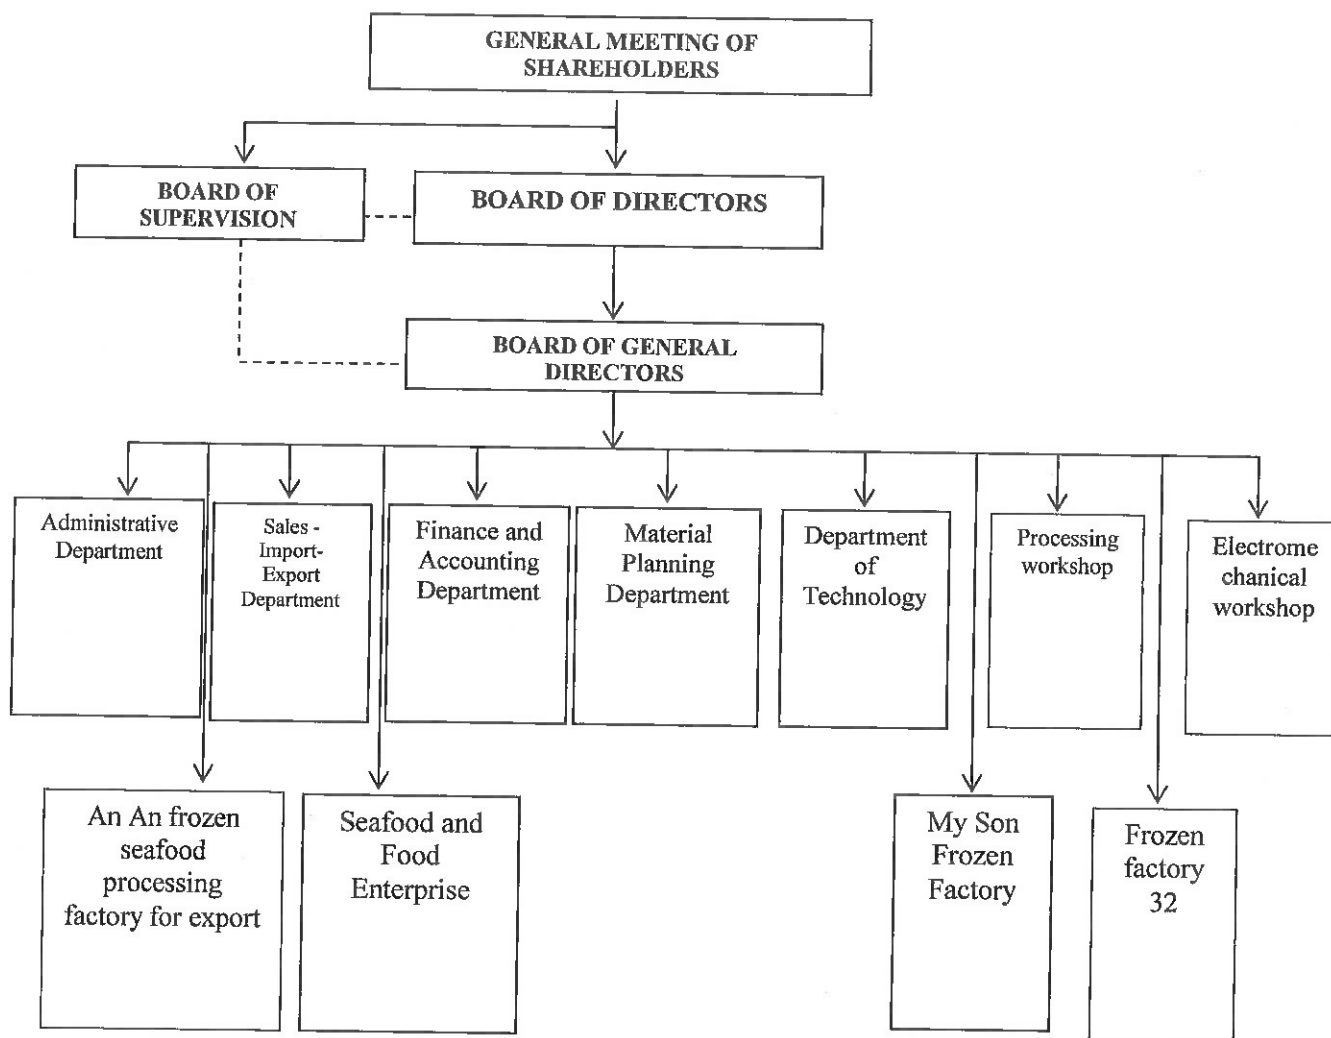 GENERAL MEETING OF
SHAREHOLDERS
BOARD OF
SUPERVISION
BOARD OF DIRECTORS
BOARD OF GENERAL
DIRECTORS
Administrative
Department
Sales -
Import-
Export
Department
Finance and
Accounting
Department
Material
Planning
Department
Department
of
Technology
Processing
workshop
Electrome
chanical
workshop
An An frozen
seafood
processing
factory for export
Seafood and
Food
Enterprise
My Son
Frozen
Factory
Frozen
factory
32